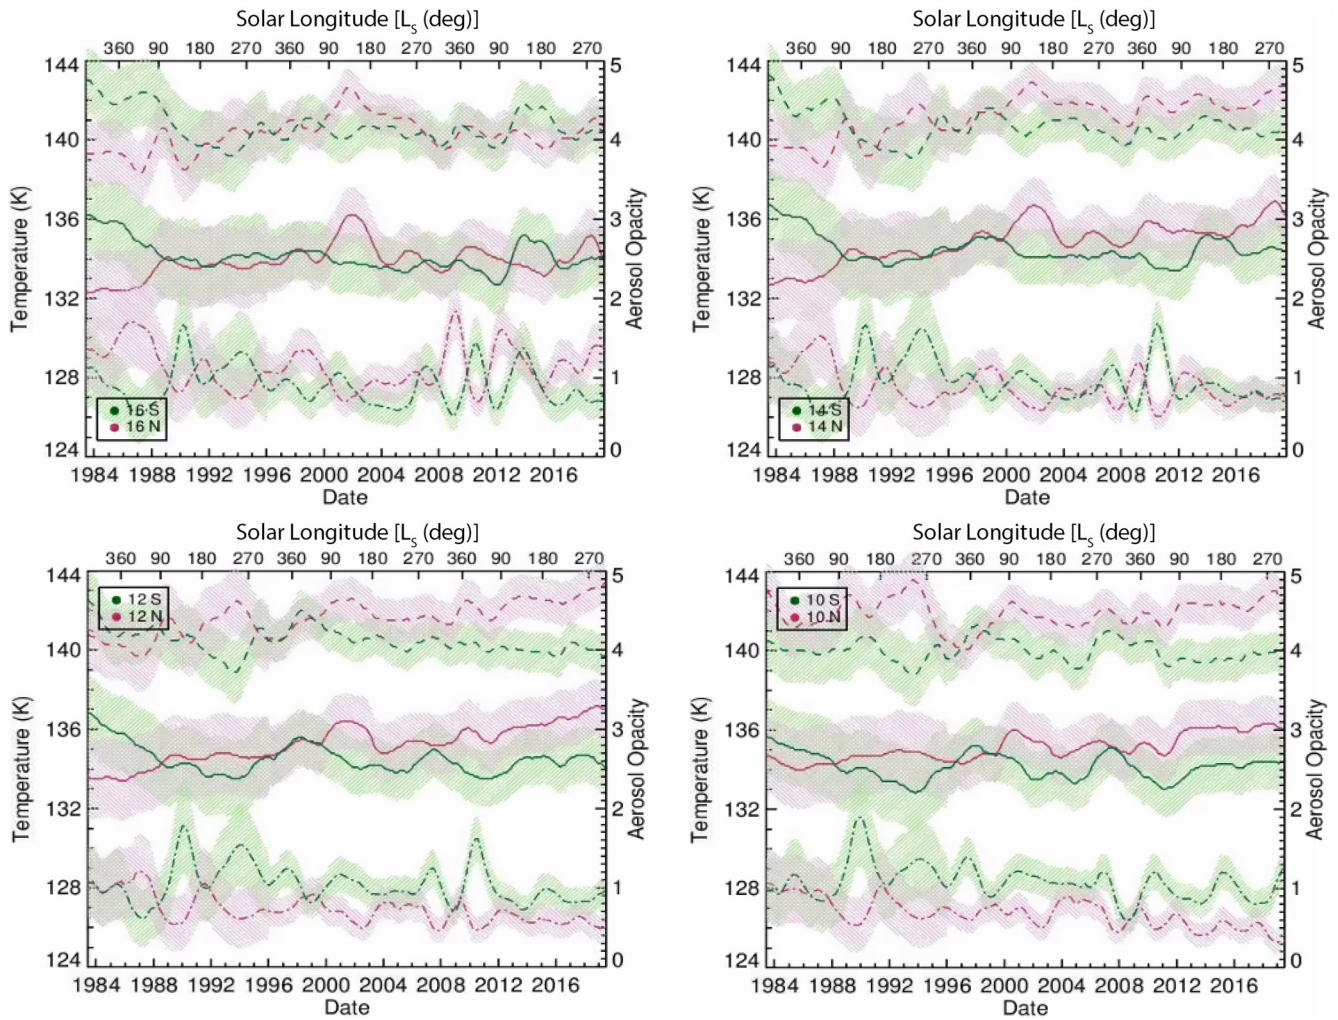 Solar Longitude [LS (deg)]
360 90 180 270 360 90 180 270 360 90 180 270
144 140 136 132 128 124
Temperature (K)
5 4 3 2 1 0
Aerosol Opacity
16 S
16 N
1984 1988 1992 1996 2000 2004 2008 2012 2016
Date
Solar Longitude [LS (deg)]
360 90 180 270 360 90 180 270 360 90 180 270
144 140 136 132 128 124
Temperature (K)
5 4 3 2 1 0
Aerosol Opacity
14 S
14 N
1984 1988 1992 1996 2000 2004 2008 2012 2016
Date
Solar Longitude [LS (deg)]
360 90 180 270 360 90 180 270 360 90 180 270
144 140 136 132 128 124
Temperature (K)
5 4 3 2 1 0
Aerosol Opacity
12 S
12 N
1984 1988 1992 1996 2000 2004 2008 2012 2016
Date
Solar Longitude [LS (deg)]
360 90 180 270 360 90 180 270 360 90 180 270
144 140 136 132 128 124
Temperature (K)
5 4 3 2 1 0
Aerosol Opacity
10 S
10 N
1984 1988 1992 1996 2000 2004 2008 2012 2016
Date